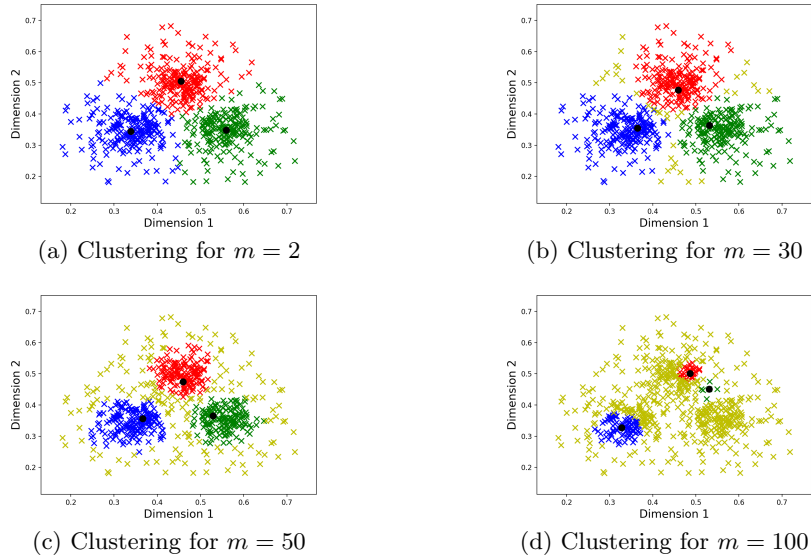 0.7
0.6
0.5
0.4
0.3
0.2
Dimension 2
0.2 0.3 0.4 0.5 0.6 0.7
Dimension 1
(a) Clustering for m = 2
0.7
0.6
0.5
0.4
0.3
0.2
Dimension 2
0.2 0.3 0.4 0.5 0.6 0.7
Dimension 1
(b) Clustering for m = 30
0.7
0.6
0.5
0.4
0.3
0.2
Dimension 2
0.2 0.3 0.4 0.5 0.6 0.7
Dimension 1
(c) Clustering for m = 50
0.7
0.6
0.5
0.4
0.3
0.2
Dimension 2
0.2 0.3 0.4 0.5 0.6 0.7
Dimension 1
(d) Clustering for m = 100